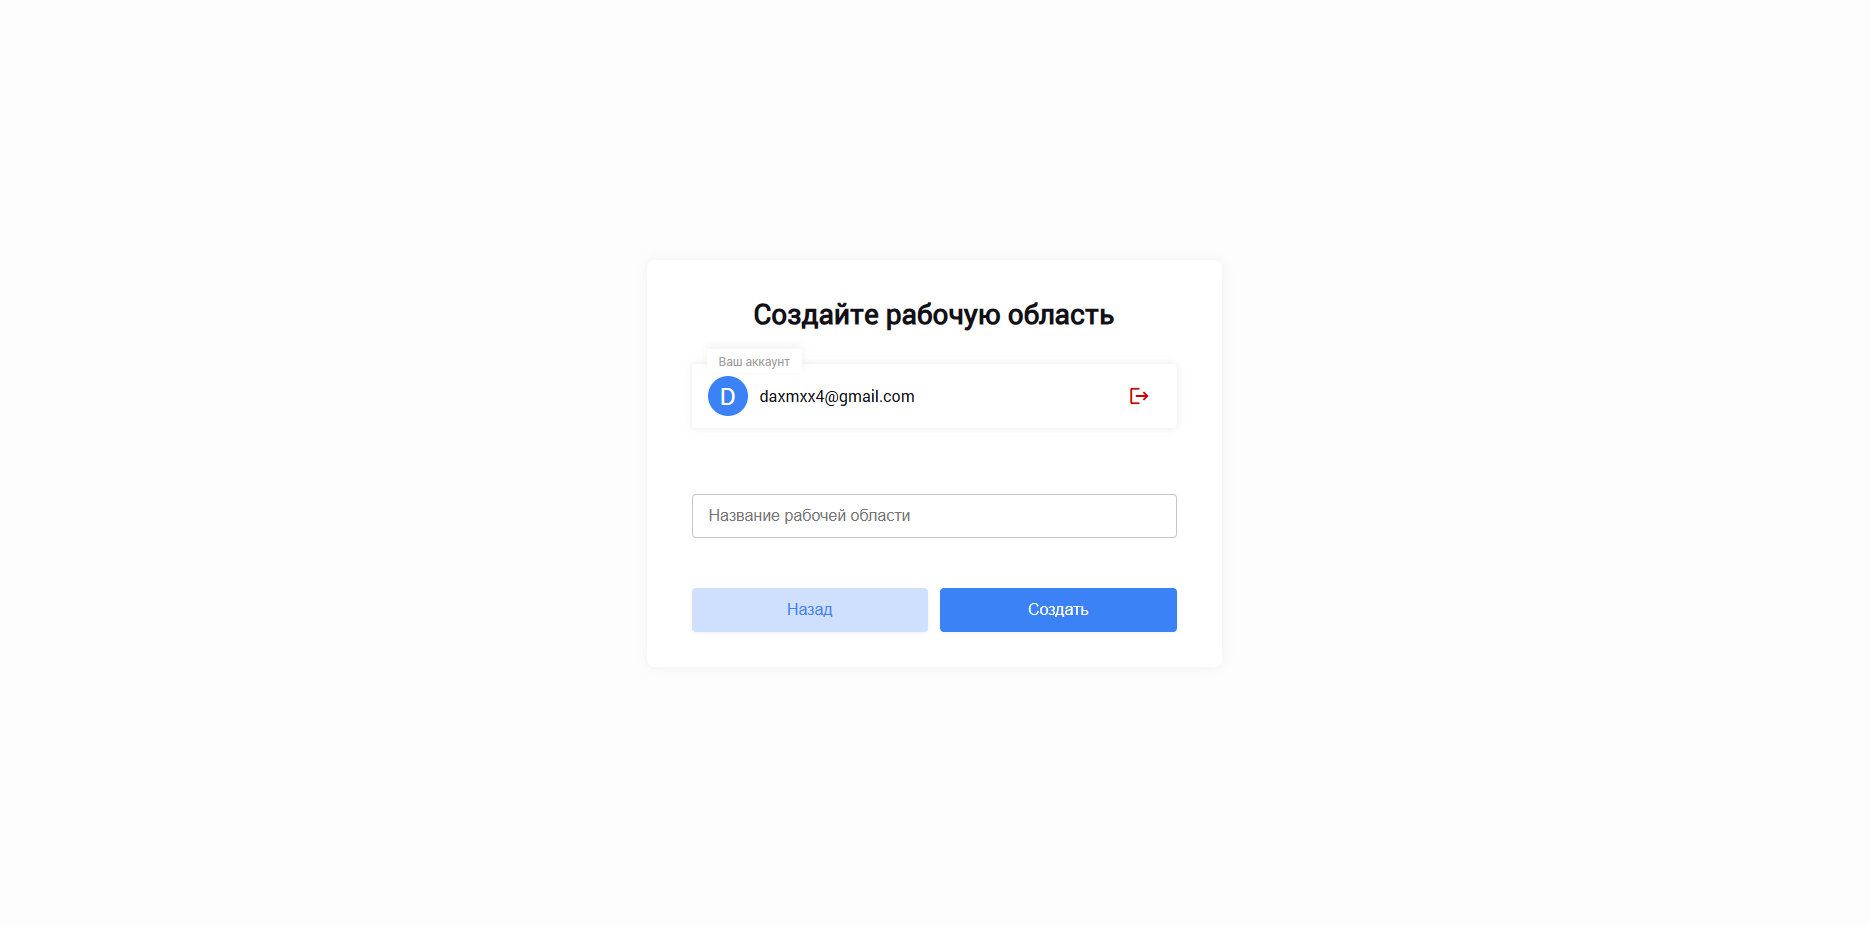 Создайте рабочую область
Ваш аккаунт
D
daxmxx4@gmail.com
Название рабочей области
Назад
Создать